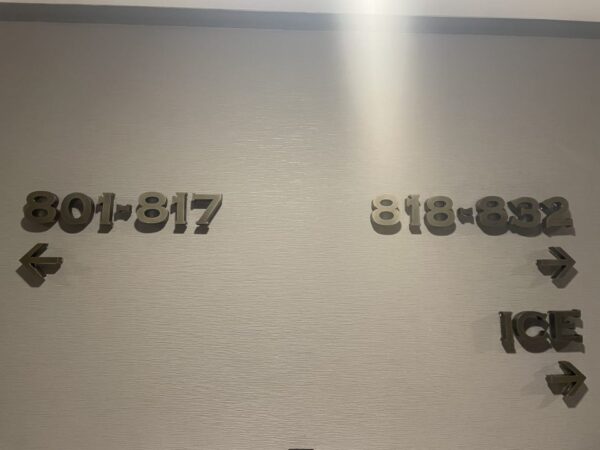 801-817 818-832
← →
ICE
→